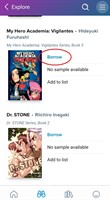 Explore
My Hero Academia: Vigilantes - Hideyuki
Furuhashi
My Hero Academia: Vigilantes Series, Book 5
Borrow
No sample available
Add to list
Dr. STONE - Riichiro Inagaki
Dr. STONE Series, Book 3
Borrow
No sample available
Add to list